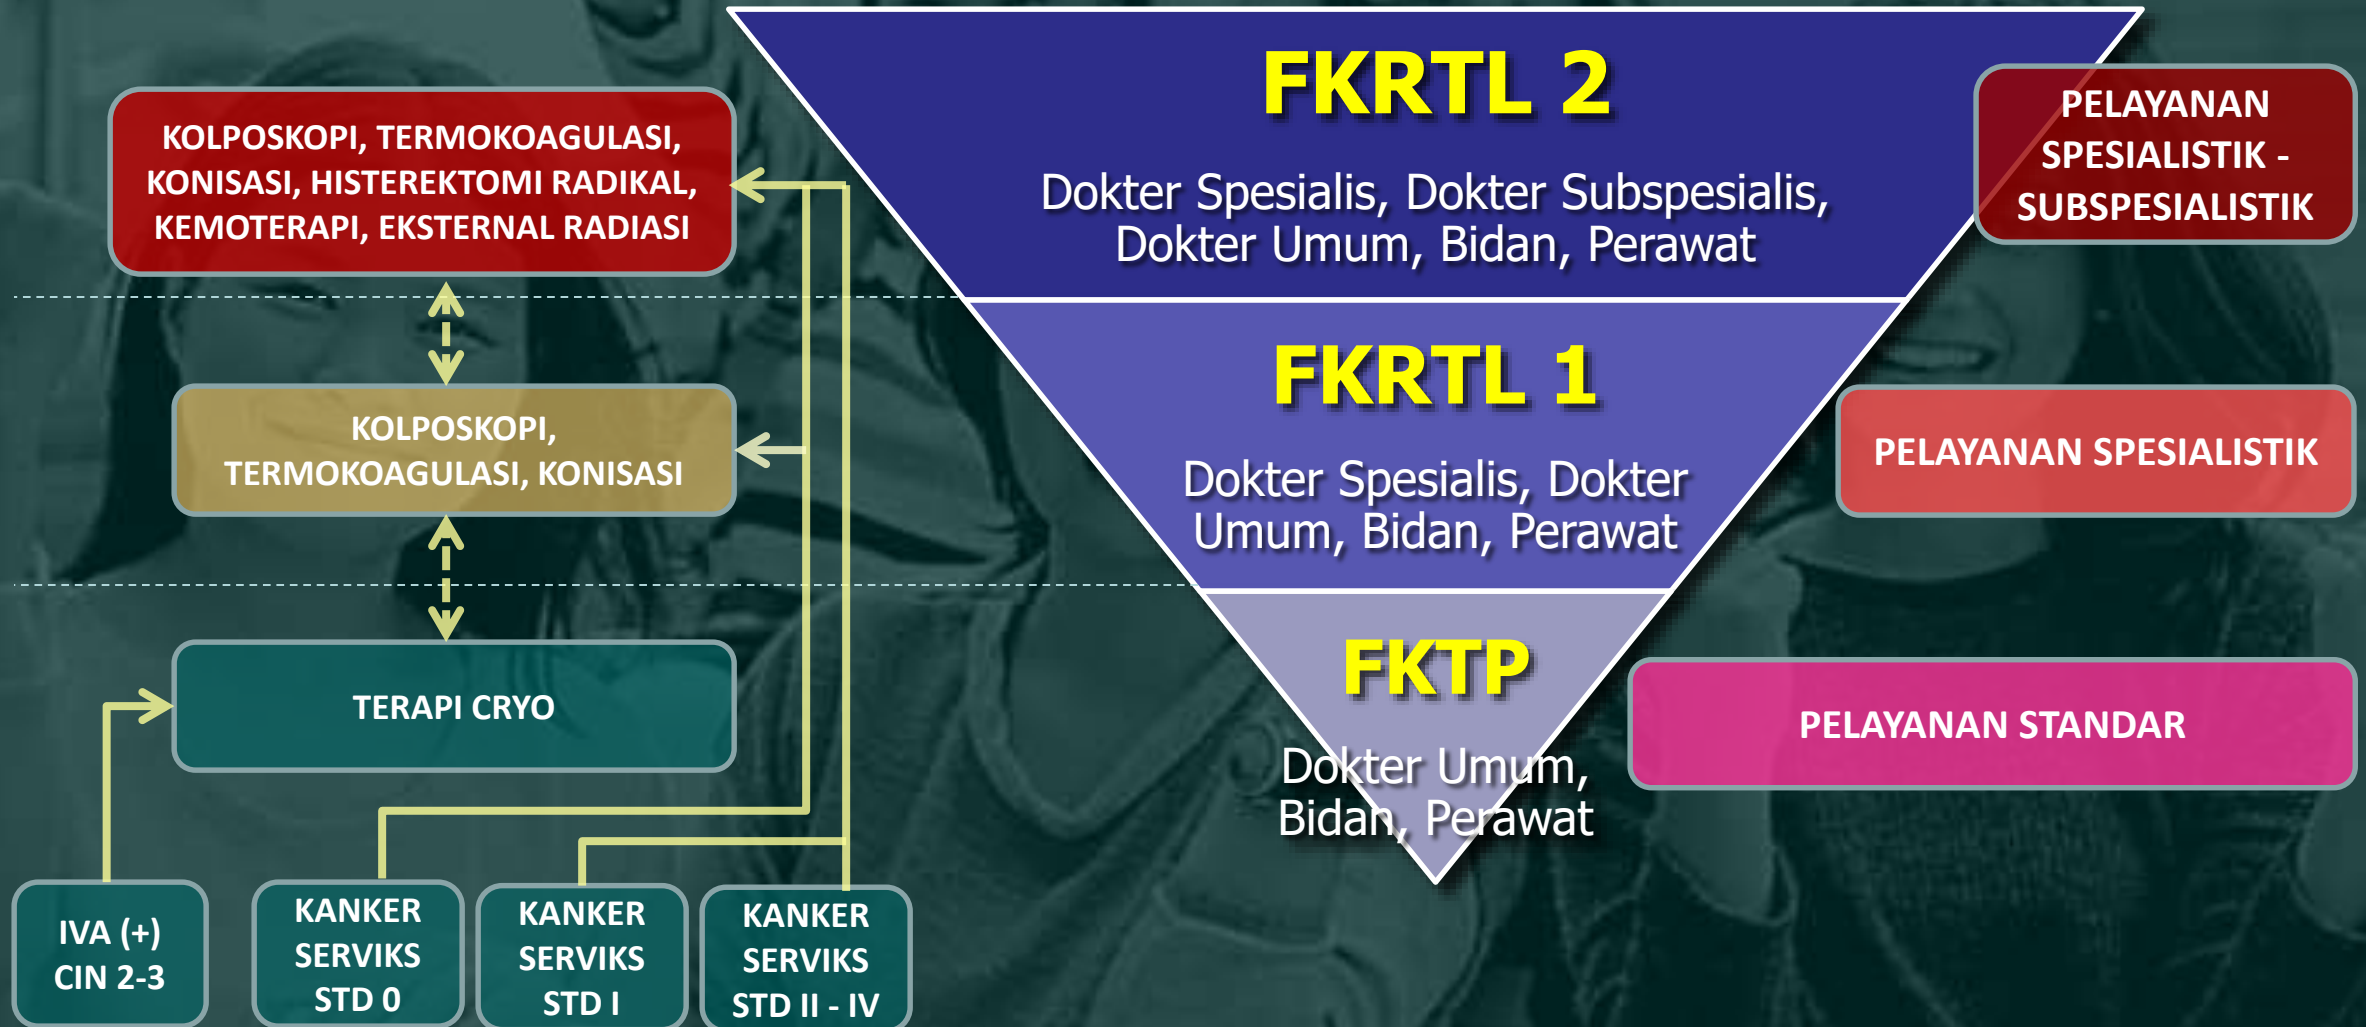 FKRTL 2
Dokter Spesialis, Dokter Subspesialis,
Dokter Umum, Bidan, Perawat
PELAYANAN
SPESIALISTIK -
SUBSPESIALISTIK
KOLPOSKOPI, TERMOKOAGULASI,
KONISASI, HISTEREKTOMI RADIKAL,
KEMOTERAPI, EKSTERNAL RADIASI
FKRTL 1
Dokter Spesialis, Dokter
Umum, Bidan, Perawat
PELAYANAN SPESIALISTIK
KOLPOSKOPI,
TERMOKOAGULASI, KONISASI
FKTP
Dokter Umum,
Bidan, Perawat
PELAYANAN STANDAR
TERAPI CRYO
IVA (+)
CIN 2-3
KANKER
SERVIKS
STD 0
KANKER
SERVIKS
STD I
KANKER
SERVIKS
STD II - IV